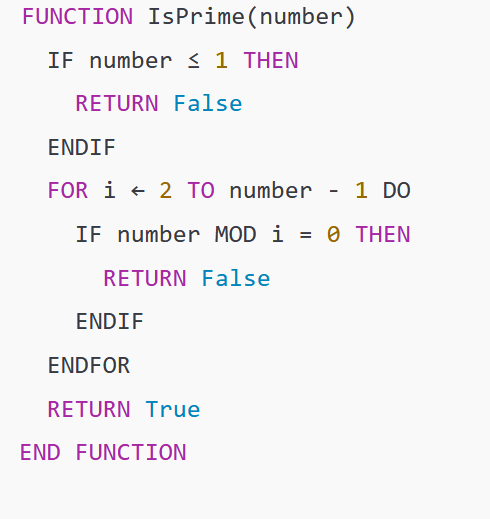 FUNCTION IsPrime(number)
  IF number ≤ 1 THEN
    RETURN False
  ENDIF
  FOR i ← 2 TO number - 1 DO
    IF number MOD i = 0 THEN
      RETURN False
    ENDIF
  ENDFOR
  RETURN True
END FUNCTION